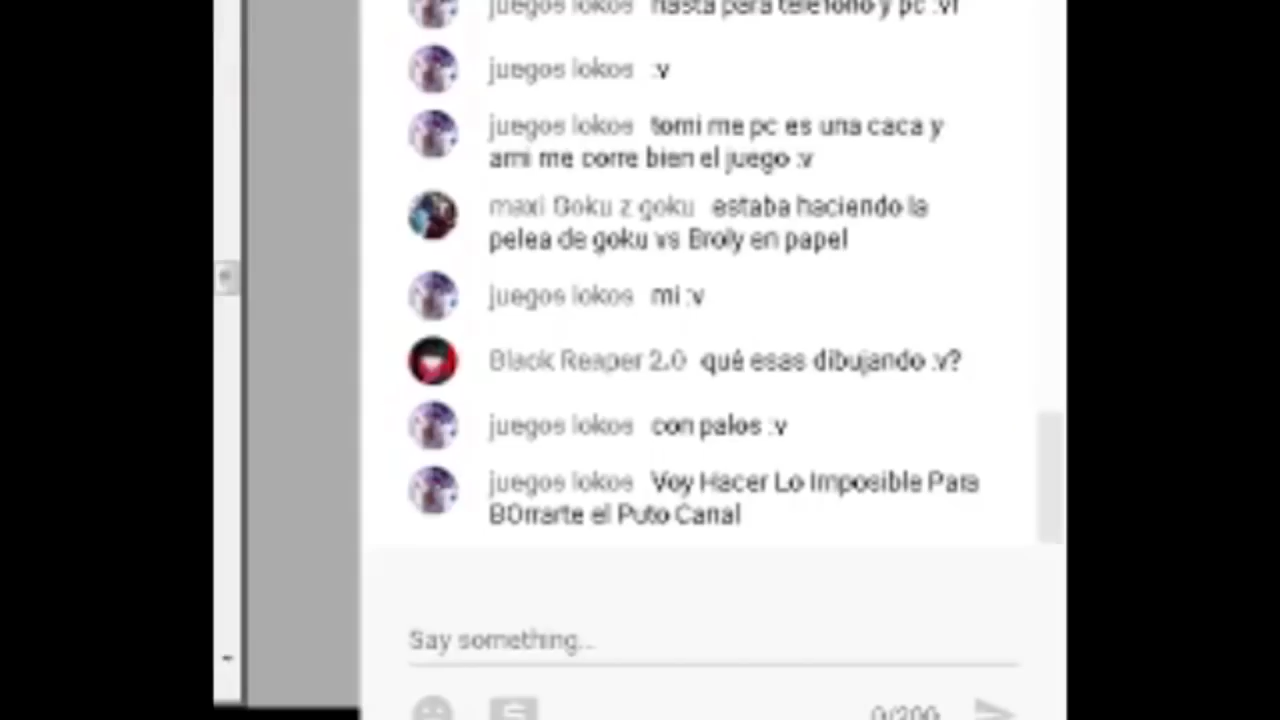 juegos lokos hasta para telefono y pc :vf
juegos lokos :v
juegos lokos tomi me pc es una caca y
ami me corre bien el juego :v
maxi Goku z goku estaba haciendo la
pelea de goku vs Broly en papel
juegos lokos mi :v
Black Reaper 2.0 qué esas dibujando :v?
juegos lokos con palos :v
juegos lokos Voy Hacer Lo Imposible Para
BOrrarte el Puto Canal
Say something...
0/200